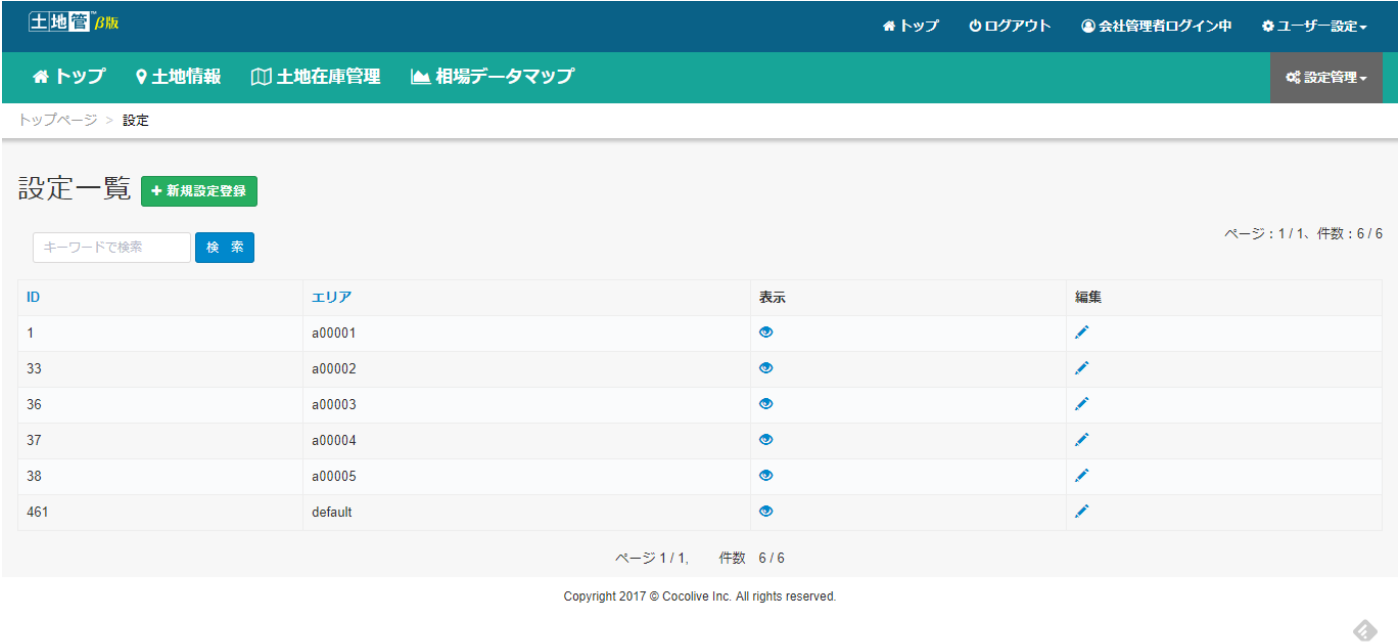 土地管™ β版
トップ ログアウト 会社管理者ログイン中 ユーザー設定
トップ 土地情報 土地在庫管理 相場データマップ 設定管理
トップページ > 設定
設定一覧 + 新規設定登録
ページ : 1 / 1、件数 : 6 / 6
キーワードで検索 検 索
ID エリア 表示 編集
1 a00001
33 a00002
36 a00003
37 a00004
38 a00005
461 default
ページ 1 / 1, 件数 6 / 6
Copyright 2017 © Cocolive Inc. All rights reserved.